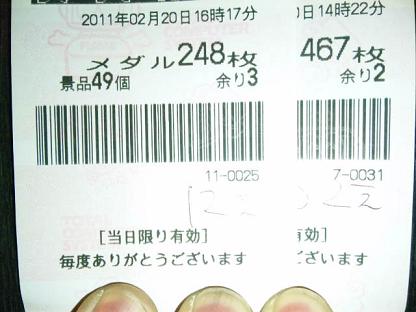 2011年02月20日16時17分
メダル248枚
景品49個 余り3
11-0025
[当日限り有効]
毎度ありがとうございます
日14時22分
467枚
余り2
7-0031
有効]
ございます